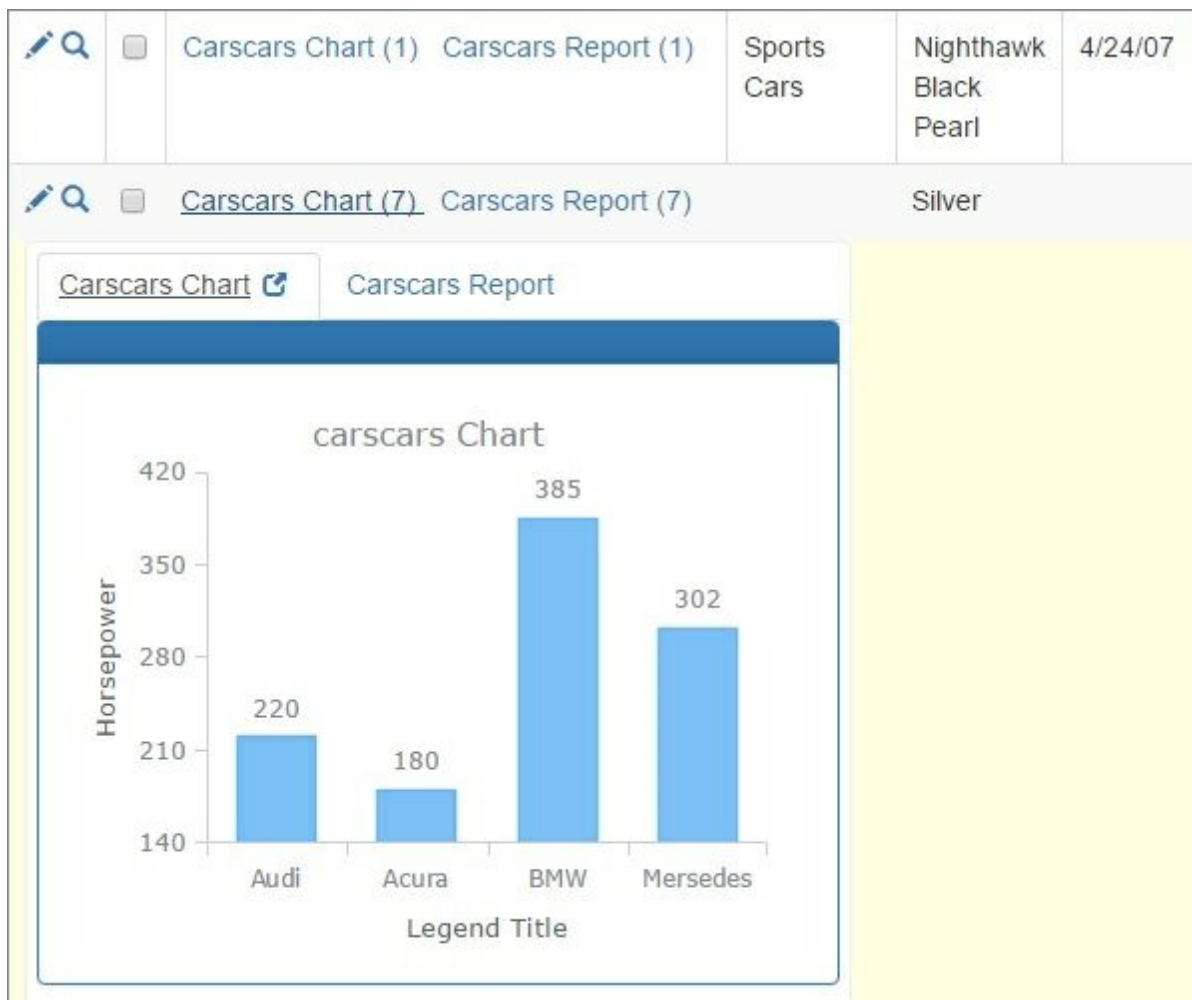 Carscars Chart (1) Carscars Report (1) Sports Cars Nighthawk Black Pearl 4/24/07
Carscars Chart (7) Carscars Report (7) Silver
Carscars Chart Carscars Report
carscars Chart
420
350
280
210
140
Horsepower
220
180
385
302
Audi Acura BMW Mersedes
Legend Title